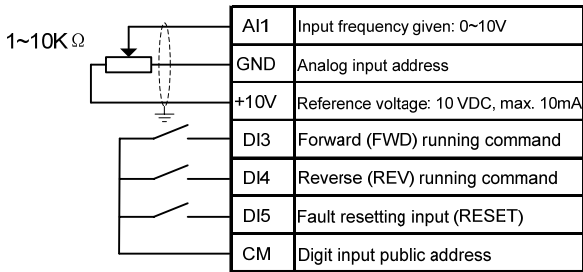 1~10KΩ
AI1 Input frequency given: 0~10V
GND Analog input address
+10V Reference voltage: 10 VDC, max. 10mA
DI3 Forward (FWD) running command
DI4 Reverse (REV) running command
DI5 Fault resetting input (RESET)
CM Digit input public address